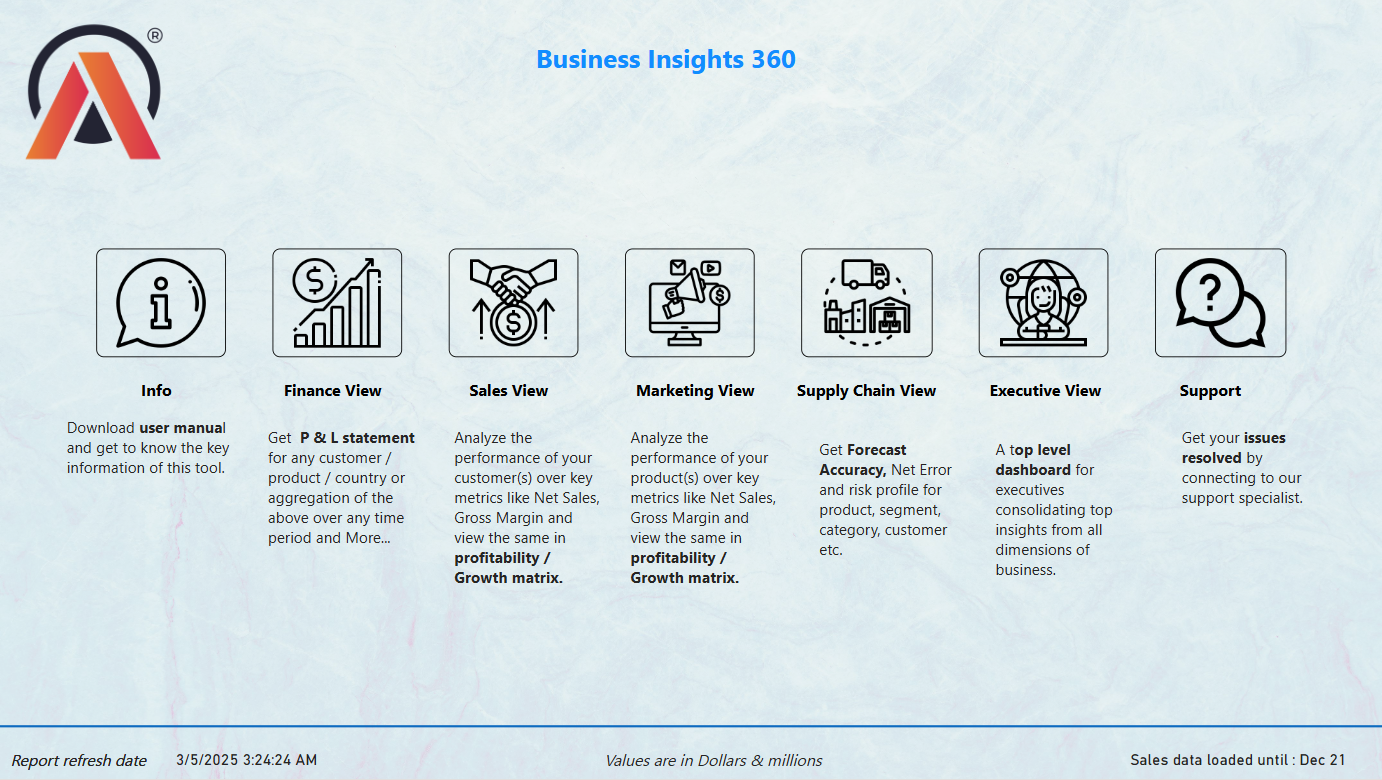 ®
Business Insights 360
Info
Download user manual
and get to know the key
information of this tool.
Finance View
Get P & L statement
for any customer /
product / country or
aggregation of the
above over any time
period and More...
Sales View
Analyze the
performance of your
customer(s) over key
metrics like Net Sales,
Gross Margin and
view the same in
profitability /
Growth matrix.
Marketing View
Analyze the
performance of your
product(s) over key
metrics like Net Sales,
Gross Margin and
view the same in
profitability /
Growth matrix.
Supply Chain View
Get Forecast
Accuracy, Net Error
and risk profile for
product, segment,
category, customer
etc.
Executive View
A top level
dashboard for
executives
consolidating top
insights from all
dimensions of
business.
Support
Get your issues
resolved by
connecting to our
support specialist.
Report refresh date 3/5/2025 3:24:24 AM
Values are in Dollars & millions
Sales data loaded until : Dec 21